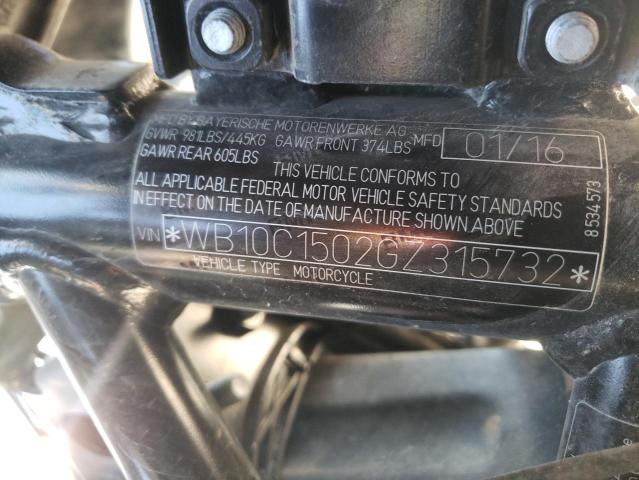 MFD BY BAYERISCHE MOTORENWERKE AG
GVWR 981LBS/445KG GAWR FRONT 374LBS MFD 01/16
GAWR REAR 605LBS
THIS VEHICLE CONFORMS TO
ALL APPLICABLE FEDERAL MOTOR VEHICLE SAFETY STANDARDS
IN EFFECT ON THE DATE OF MANUFACTURE SHOWN ABOVE
VIN *WB10C1502GZ315732*
VEHICLE TYPE MOTORCYCLE
8534573